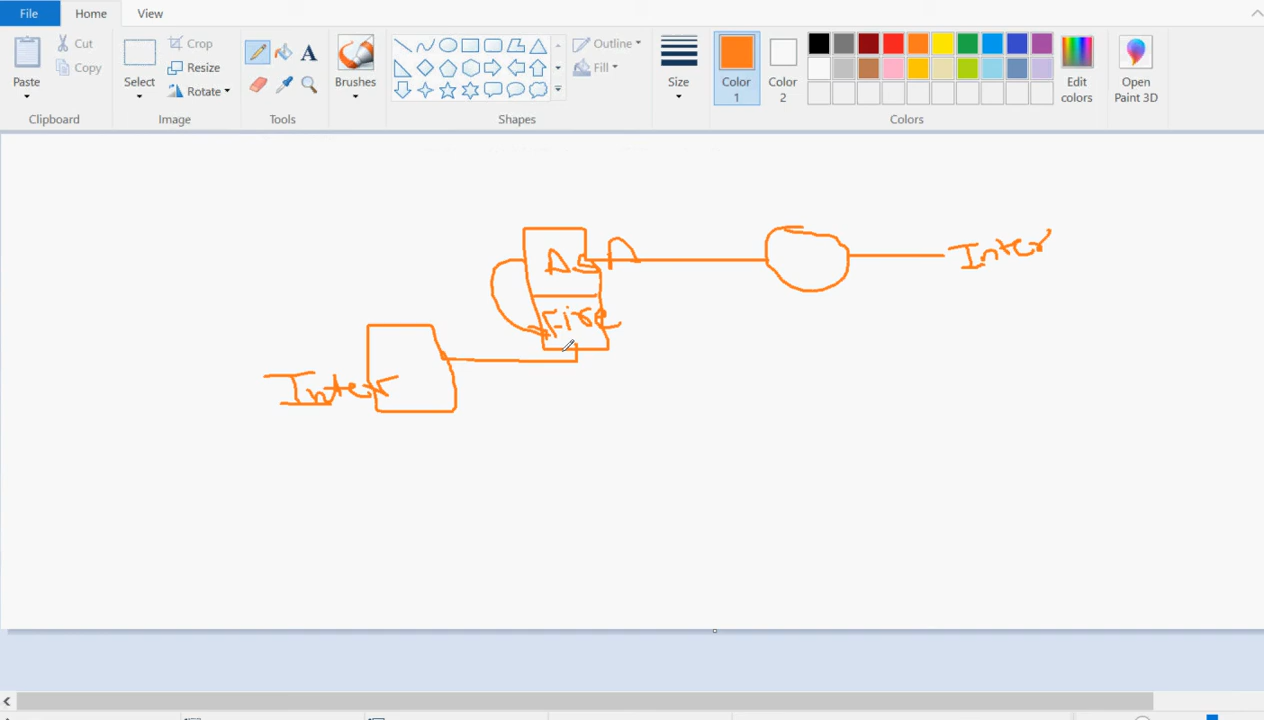 File Home View
Paste
Cut
Copy
Clipboard
Select
Crop
Resize
Rotate
Image
A
Tools
Brushes
Outline
Fill
Shapes
Size
Color 1
Color 2
Edit colors
Colors
Open Paint 3D
Inter
ASA
Fire
Inter